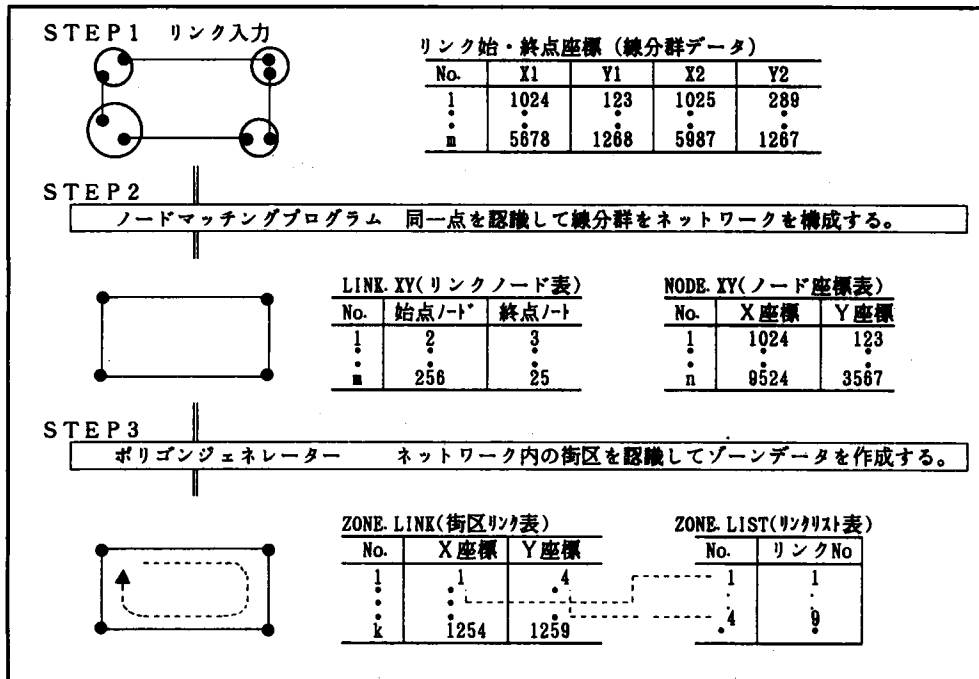 STEP1 リンク入力
リンク始・終点座標（線分群データ）
No. X1 Y1 X2 Y2
1 1024 123 1025 289
m 5678 1268 5987 1267
STEP2
ノードマッチングプログラム 同一点を認識して線分群をネットワークを構成する。
LINK.XY(リンクノード表)
No. 始点ノード 終点ノート
1 2 3
m 256 25
NODE.XY(ノード座標表)
No. X座標 Y座標
1 1024 123
n 9524 3567
STEP3
ポリゴンジェネレーター ネットワーク内の街区を認識してゾーンデータを作成する。
ZONE.LINK(街区リンク表)
No. X座標 Y座標
1 1 4
k 1254 1259
ZONE.LIST(リンクリスト表)
No. リンクNo
1 1
4 9